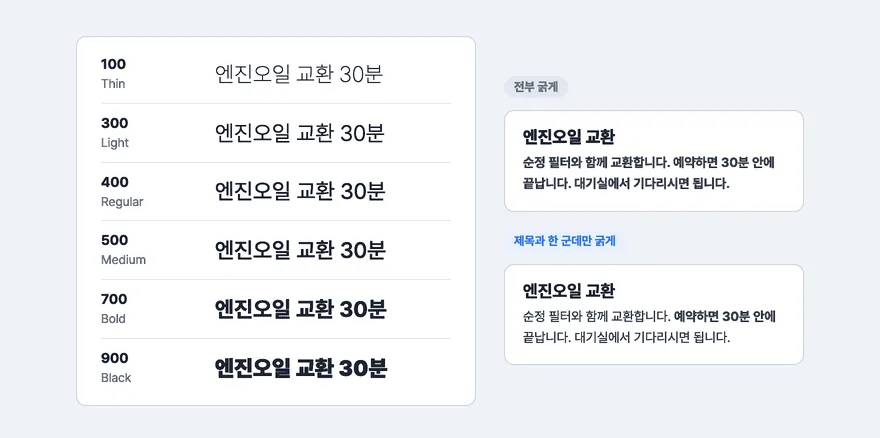 100
Thin
엔진오일 교환 30분
300
Light
엔진오일 교환 30분
400
Regular
엔진오일 교환 30분
500
Medium
엔진오일 교환 30분
700
Bold
엔진오일 교환 30분
900
Black
엔진오일 교환 30분
전부 굵게
엔진오일 교환
순정 필터와 함께 교환합니다. 예약하면 30분 안에
끝납니다. 대기실에서 기다리시면 됩니다.
제목과 한 군데만 굵게
엔진오일 교환
순정 필터와 함께 교환합니다. 예약하면 30분 안에
끝납니다. 대기실에서 기다리시면 됩니다.